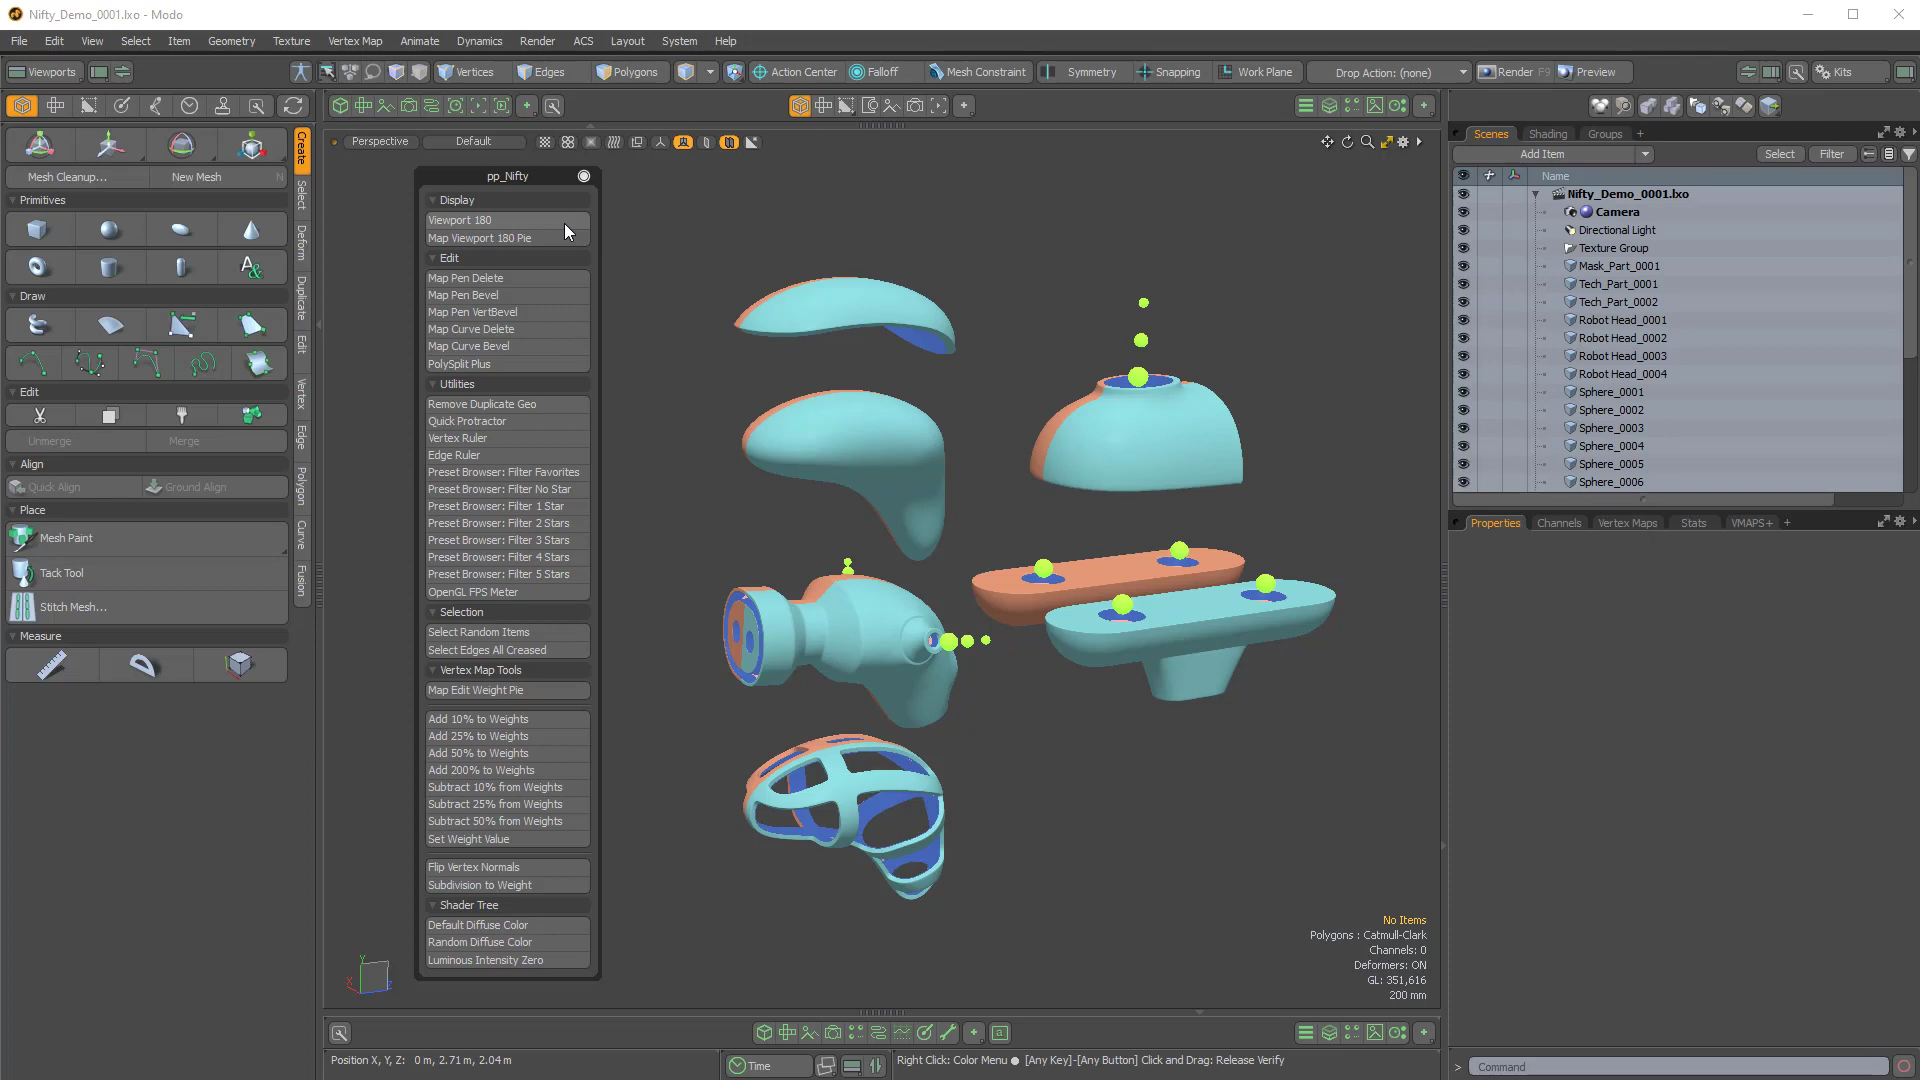 Nifty_Demo_0001.lxo - Modo
File Edit View Select Item Geometry Texture Vertex Map Animate Dynamics Render ACS Layout System Help
Viewports Vertices Edges Polygons Action Center Falloff Mesh Constraint Symmetry Snapping Work Plane Drop Action: (none) Render F9 Preview Kits
Mesh Cleanup... New Mesh N
Primitives
Draw
Edit
Unmerge Merge
Align
Quick Align Ground Align
Place
Mesh Paint
Tack Tool
Stitch Mesh...
Measure
Create
Select
Deform
Duplicate
Edit
Vertex
Edge
Polygon
Curve
Fusion
Perspective Default
pp_Nifty
Display
Viewport 180
Map Viewport 180 Pie
Edit
Map Pen Delete
Map Pen Bevel
Map Pen VertBevel
Map Curve Delete
Map Curve Bevel
PolySplit Plus
Utilities
Remove Duplicate Geo
Quick Protractor
Vertex Ruler
Edge Ruler
Preset Browser: Filter Favorites
Preset Browser: Filter No Star
Preset Browser: Filter 1 Star
Preset Browser: Filter 2 Stars
Preset Browser: Filter 3 Stars
Preset Browser: Filter 4 Stars
Preset Browser: Filter 5 Stars
OpenGL FPS Meter
Selection
Select Random Items
Select Edges All Creased
Vertex Map Tools
Map Edit Weight Pie
Add 10% to Weights
Add 25% to Weights
Add 50% to Weights
Add 200% to Weights
Subtract 10% from Weights
Subtract 25% from Weights
Subtract 50% from Weights
Set Weight Value
Flip Vertex Normals
Subdivision to Weight
Shader Tree
Default Diffuse Color
Random Diffuse Color
Luminous Intensity Zero
Y
X
Z
No Items
Polygons : Catmull-Clark
Channels: 0
Deformers: ON
GL: 351,616
200 mm
Scenes Shading Groups +
Add Item Select Filter
Name
Nifty_Demo_0001.lxo
Camera
Directional Light
Texture Group
Mask_Part_0001
Tech_Part_0001
Tech_Part_0002
Robot Head_0001
Robot Head_0002
Robot Head_0003
Robot Head_0004
Sphere_0001
Sphere_0002
Sphere_0003
Sphere_0004
Sphere_0005
Sphere_0006
Properties Channels Vertex Maps Stats VMAPS+ +
Position X, Y, Z: 0 m, 2.71 m, 2.04 m
Time
Right Click: Color Menu ● [Any Key]-[Any Button] Click and Drag: Release Verify
> Command